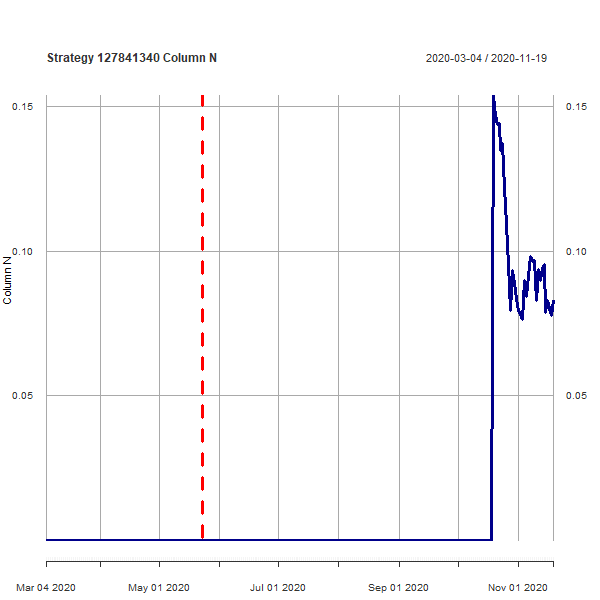 Strategy 127841340 Column N
2020-03-04 / 2020-11-19
0.15
0.15
0.10
0.10
Column N
0.05
0.05
Mar 04 2020
May 01 2020
Jul 01 2020
Sep 01 2020
Nov 01 2020